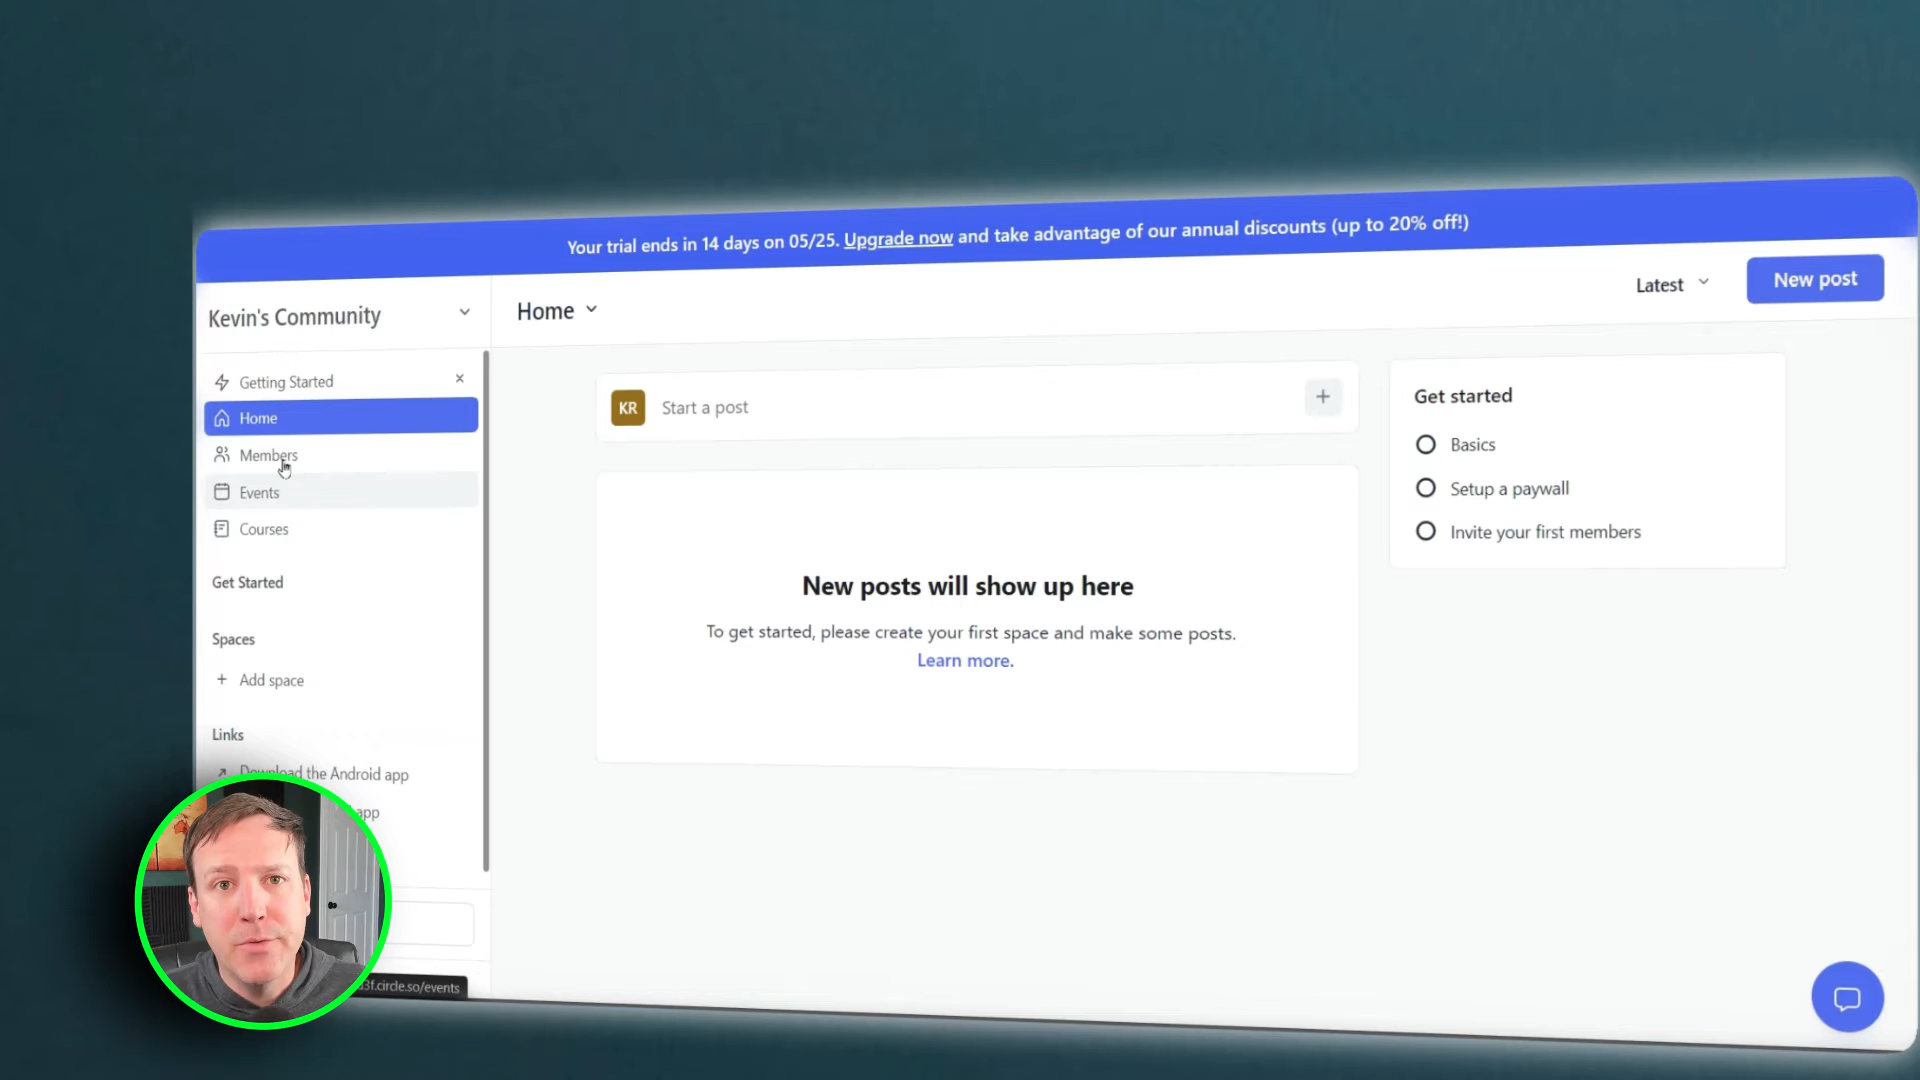 Your trial ends in 14 days on 05/25. Upgrade now and take advantage of our annual discounts (up to 20% off!)
Kevin's Community
Home
Latest
New post
Getting Started
Home
Members
Events
Courses
Get Started
Spaces
+ Add space
Links
Download the Android app
app
3f.circle.so/events
KR
Start a post
New posts will show up here
To get started, please create your first space and make some posts.
Learn more.
Get started
Basics
Setup a paywall
Invite your first members